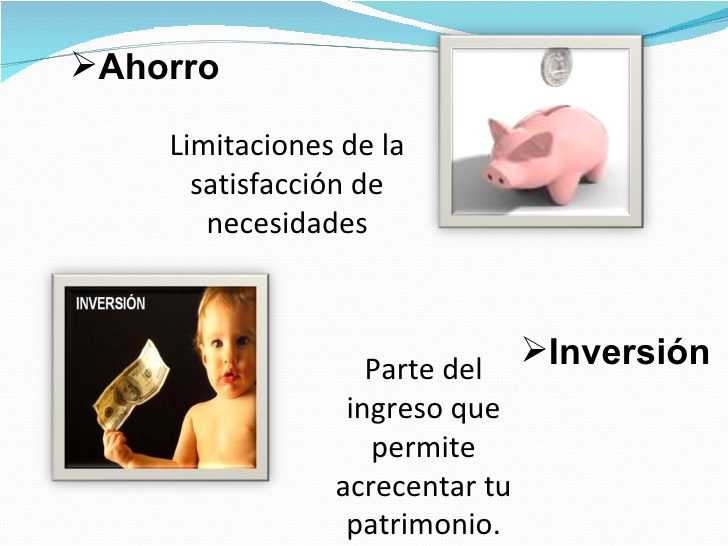 ➢Ahorro
Limitaciones de la
satisfacción de
necesidades
INVERSIÓN
➢Inversión
Parte del
ingreso que
permite
acrecentar tu
patrimonio.